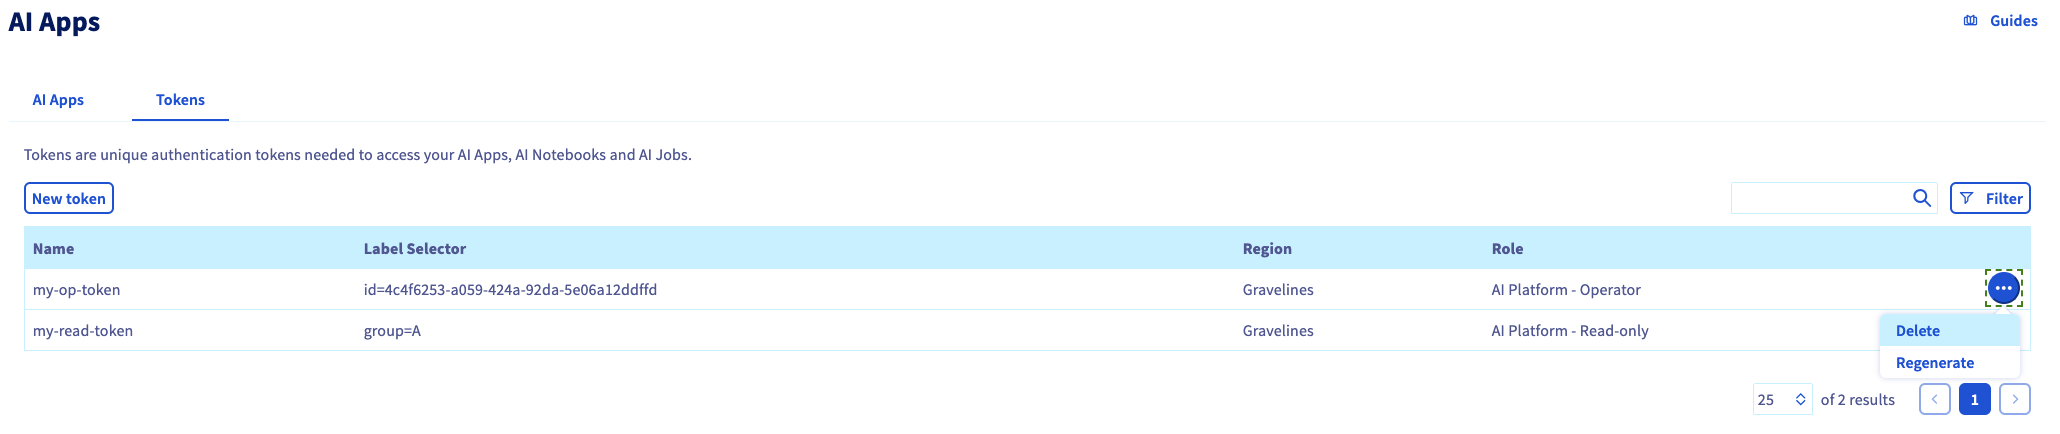 AI Apps
Guides
AI Apps Tokens
Tokens are unique authentication tokens needed to access your AI Apps, AI Notebooks and AI Jobs.
New token
Filter
Name Label Selector Region Role
my-op-token id=4c4f6253-a059-424a-92da-5e06a12ddffd Gravelines AI Platform - Operator
my-read-token group=A Gravelines AI Platform - Read-only
Delete
Regenerate
25 of 2 results 1